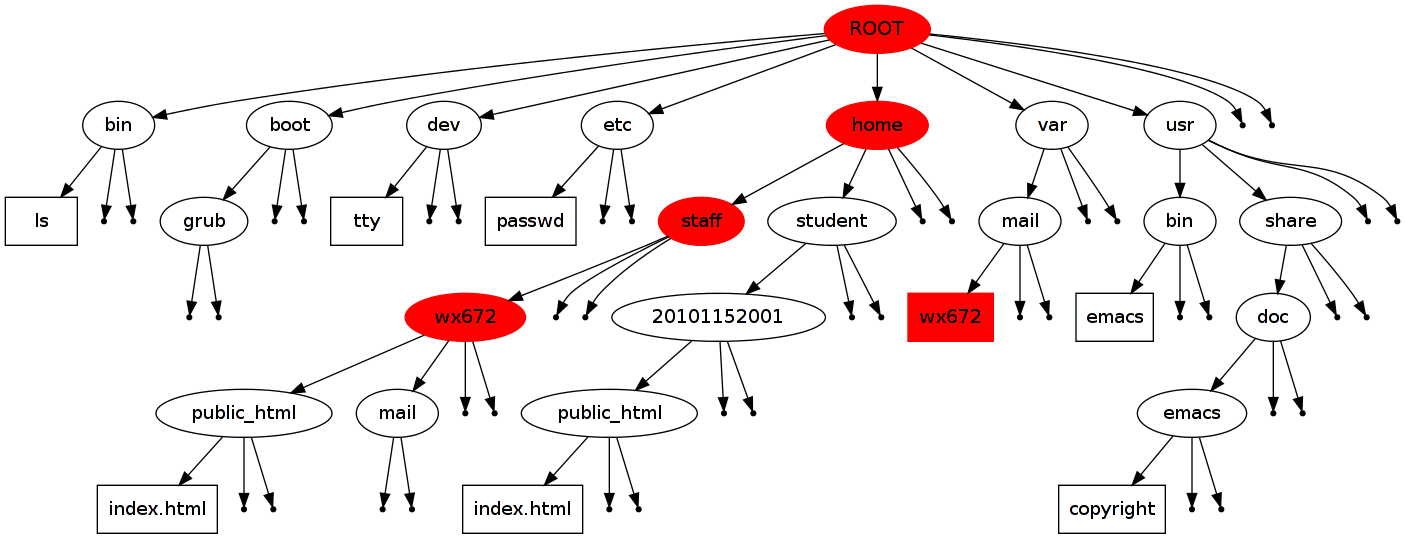 ROOT
bin
boot
dev
etc
home
var
usr
ls
grub
tty
passwd
staff
student
mail
bin
share
wx672
20101152001
wx672
emacs
doc
public_html
mail
public_html
emacs
index.html
index.html
copyright